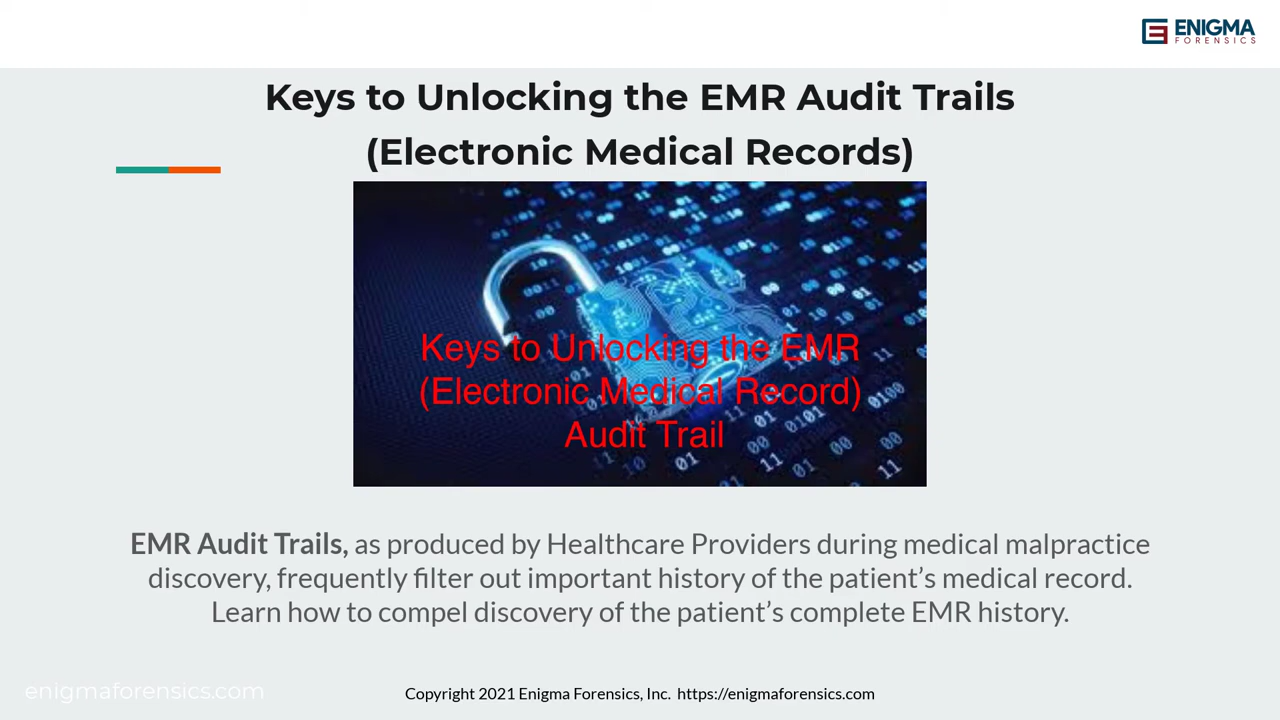 ENIGMA
FORENSICS
Keys to Unlocking the EMR Audit Trails
(Electronic Medical Records)
Keys to Unlocking the EMR
(Electronic Medical Record)
Audit Trail
EMR Audit Trails, as produced by Healthcare Providers during medical malpractice
discovery, frequently filter out important history of the patient’s medical record.
Learn how to compel discovery of the patient’s complete EMR history.
enigmaforensics.com
Copyright 2021 Enigma Forensics, Inc. https://enigmaforensics.com